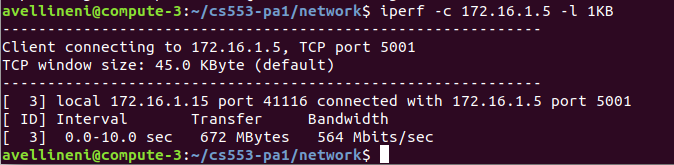 avellineni@compute-3:~/cs553-pa1/network$ iperf -c 172.16.1.5 -l 1KB
------------------------------------------------------------
Client connecting to 172.16.1.5, TCP port 5001
TCP window size: 45.0 KByte (default)
------------------------------------------------------------
[  3] local 172.16.1.15 port 41116 connected with 172.16.1.5 port 5001
[ ID] Interval       Transfer     Bandwidth
[  3]  0.0-10.0 sec   672 MBytes   564 Mbits/sec
avellineni@compute-3:~/cs553-pa1/network$